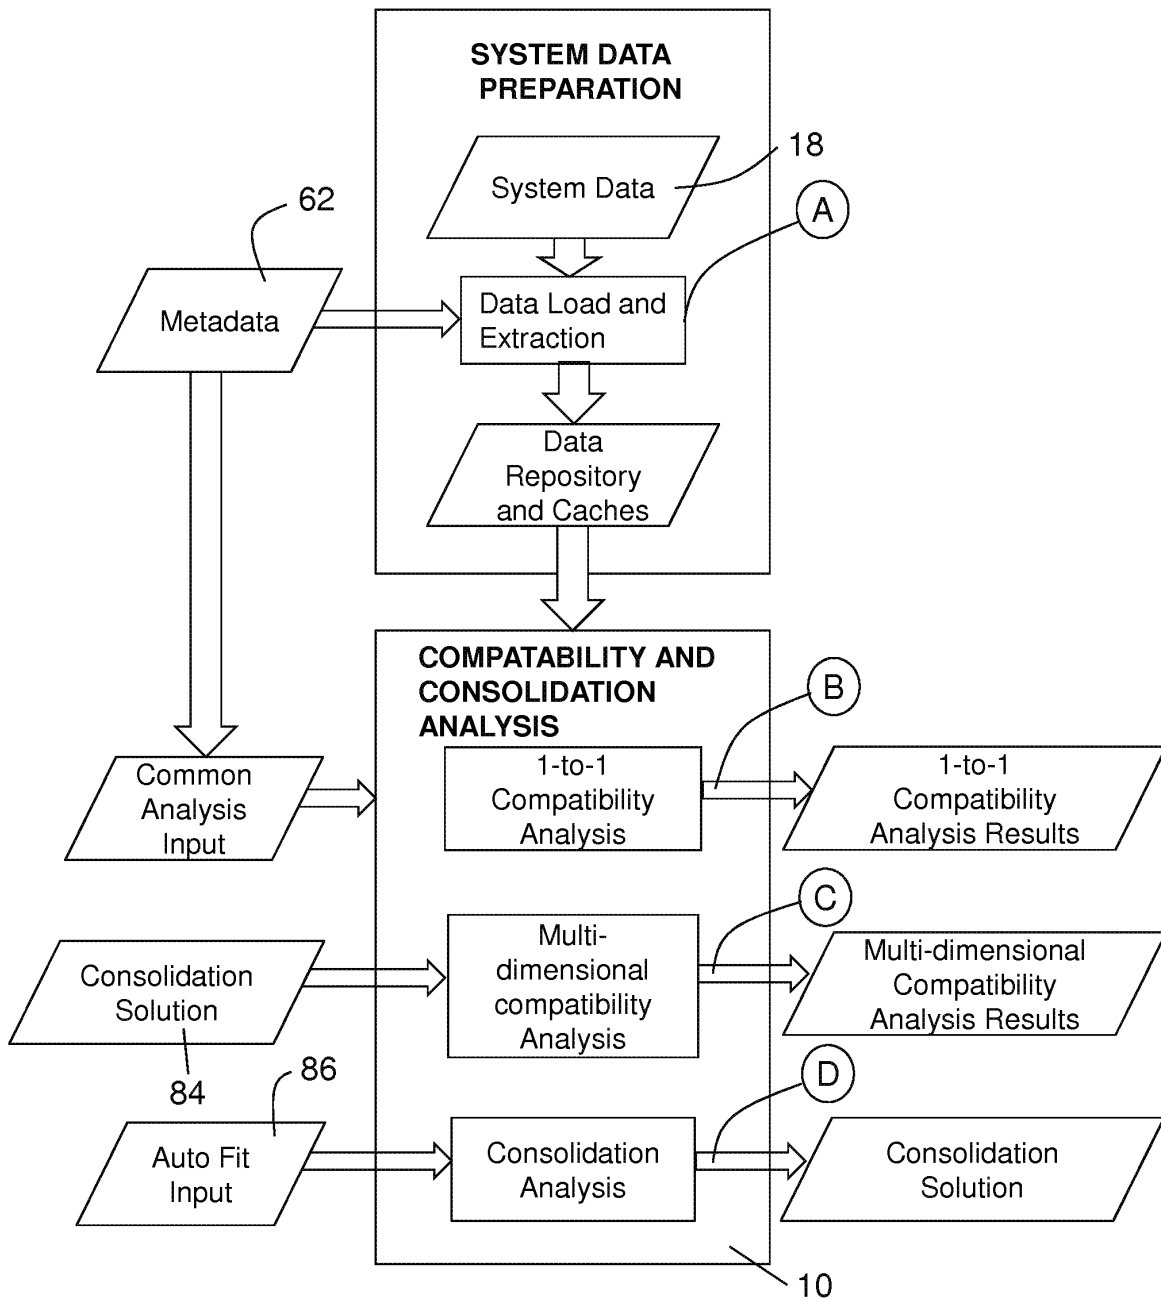 SYSTEM DATA
PREPARATION
18
System Data
A
62
Metadata
Data Load and
Extraction
Data
Repository
and Caches
COMPATABILITY AND
CONSOLIDATION
ANALYSIS
B
Common
Analysis
Input
1-to-1
Compatibility
Analysis
1-to-1
Compatibility
Analysis Results
C
Consolidation
Solution
84
Multi-
dimensional
compatibility
Analysis
Multi-dimensional
Compatibility
Analysis Results
D
86
Auto Fit
Input
Consolidation
Analysis
Consolidation
Solution
10